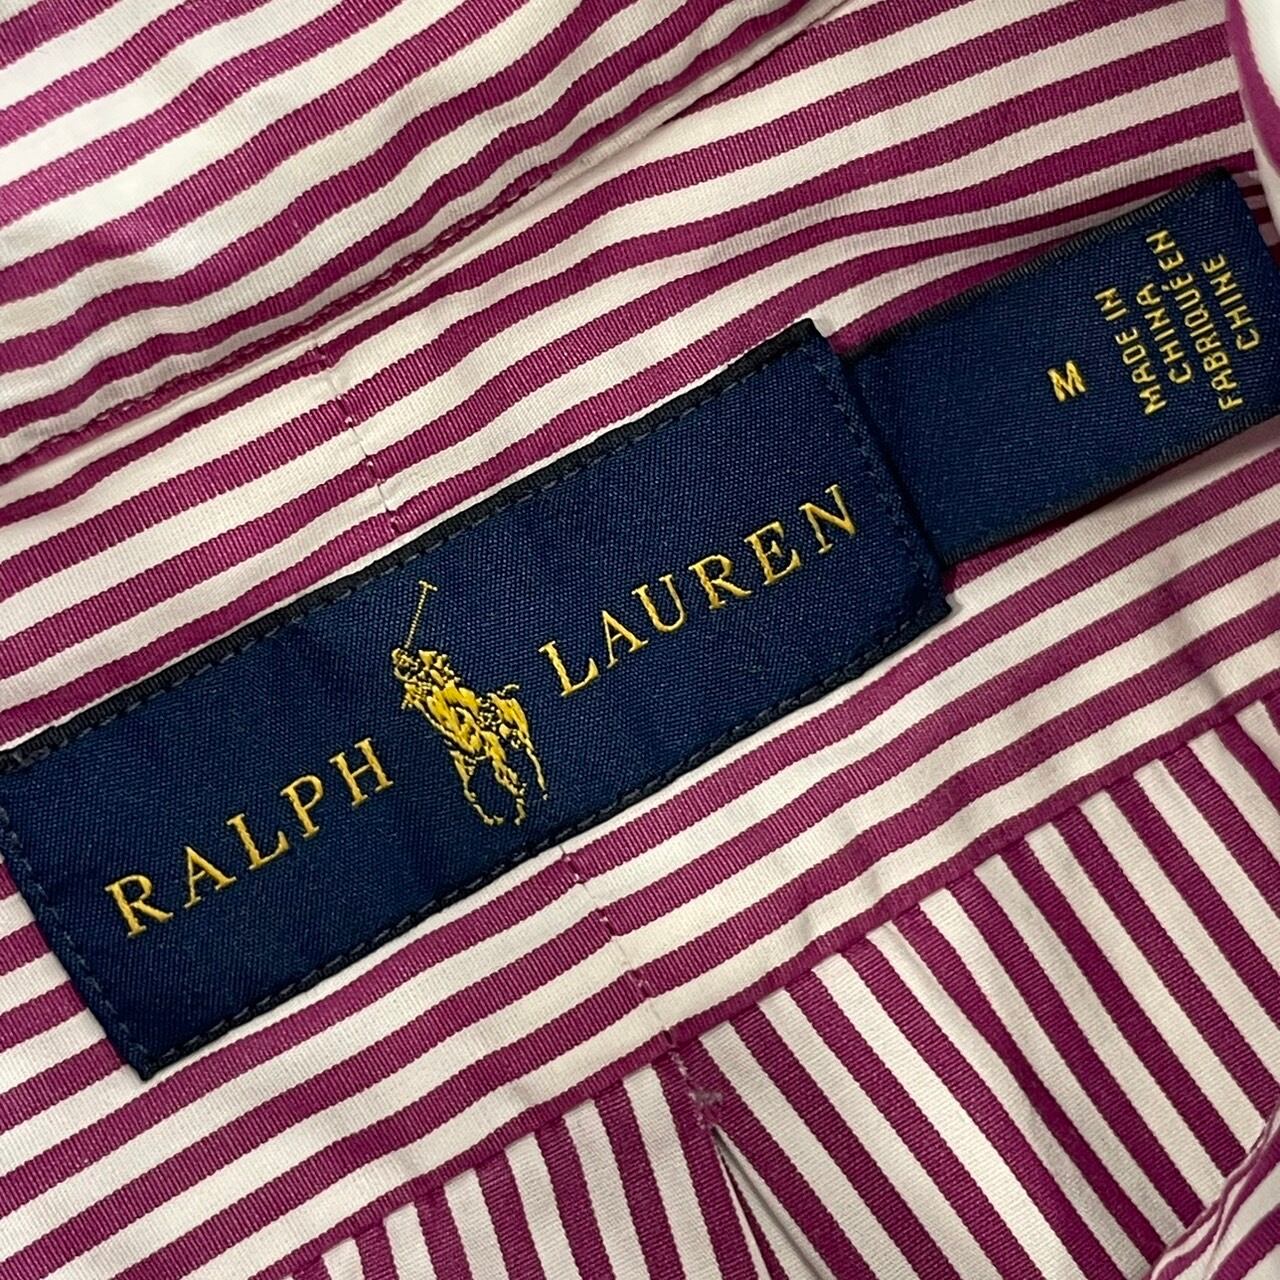 RALPH LAUREN
M
MADE IN
CHINA
FABRIQUÉ EN
CHINE